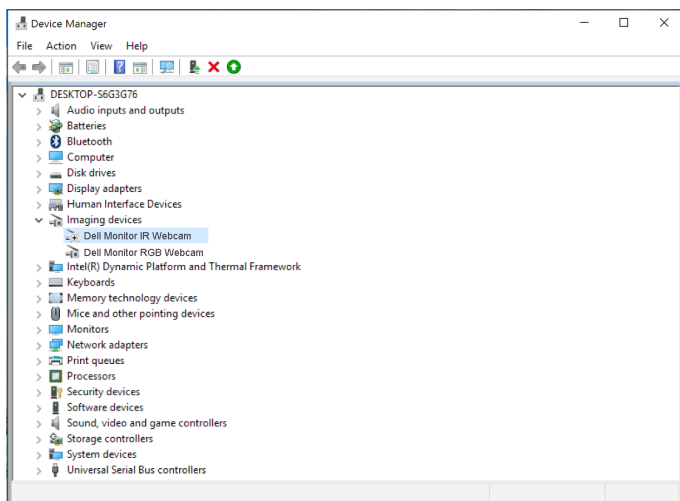 Device Manager
File Action View Help
DESKTOP-S6G3G76
Audio inputs and outputs
Batteries
Bluetooth
Computer
Disk drives
Display adapters
Human Interface Devices
Imaging devices
Dell Monitor IR Webcam
Dell Monitor RGB Webcam
Intel(R) Dynamic Platform and Thermal Framework
Keyboards
Memory technology devices
Mice and other pointing devices
Monitors
Network adapters
Print queues
Processors
Security devices
Software devices
Sound, video and game controllers
Storage controllers
System devices
Universal Serial Bus controllers